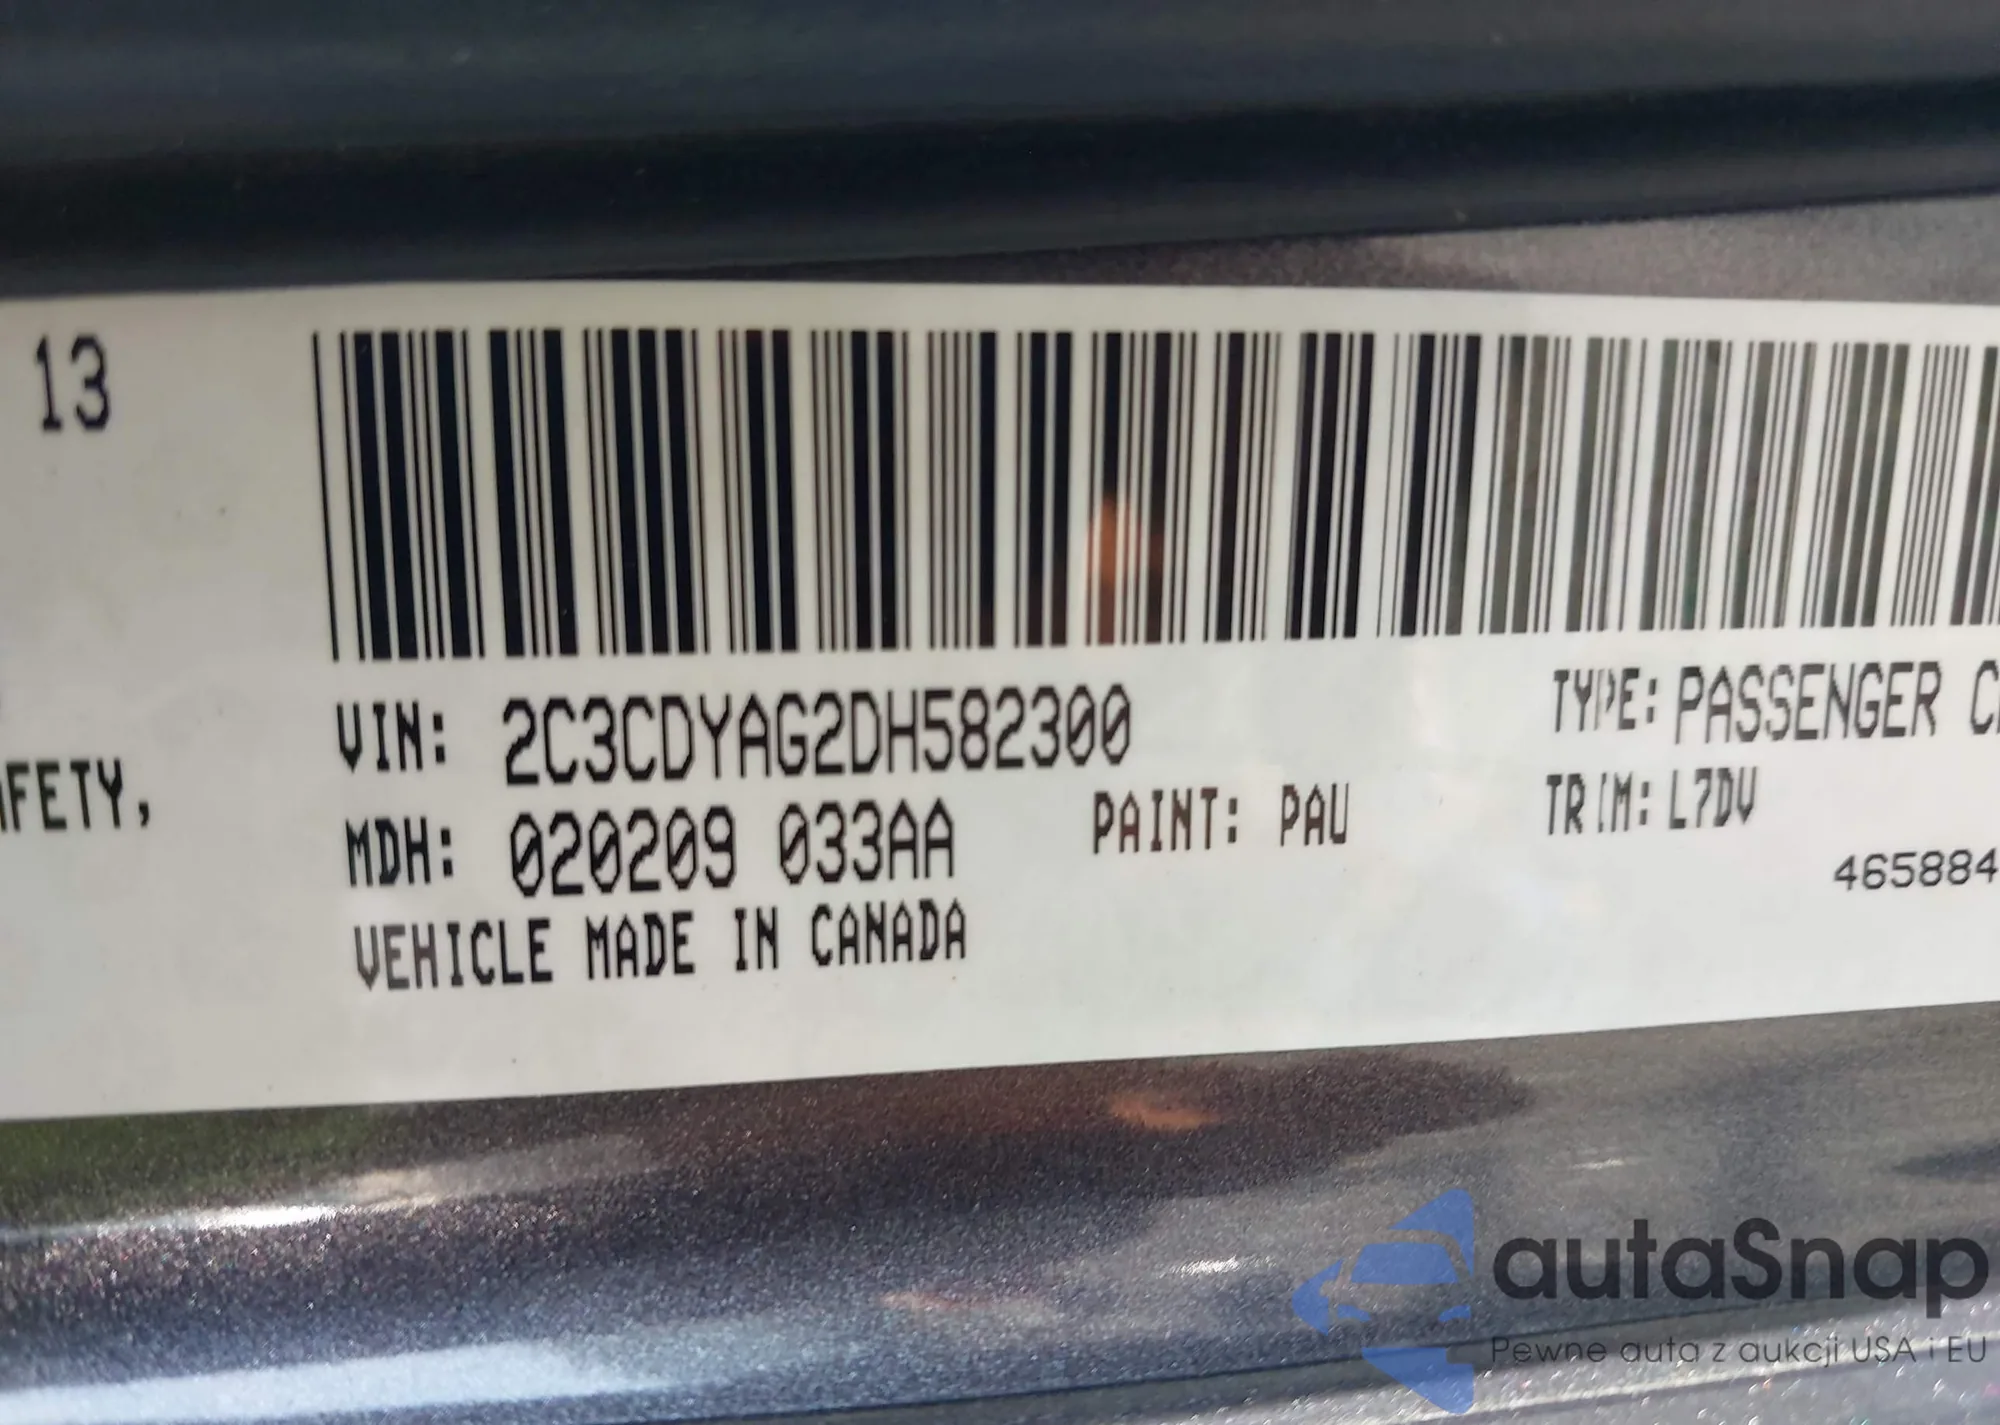 13
VIN: 2C3CDYAG2DH582300
TYPE: PASSENGER
AFETY,
MDH: 020209 033AA
PAINT: PAU
TRIM: L7DV
465884
VEHICLE MADE IN CANADA
autaSnap
Pewne auta z aukcji USA i EU